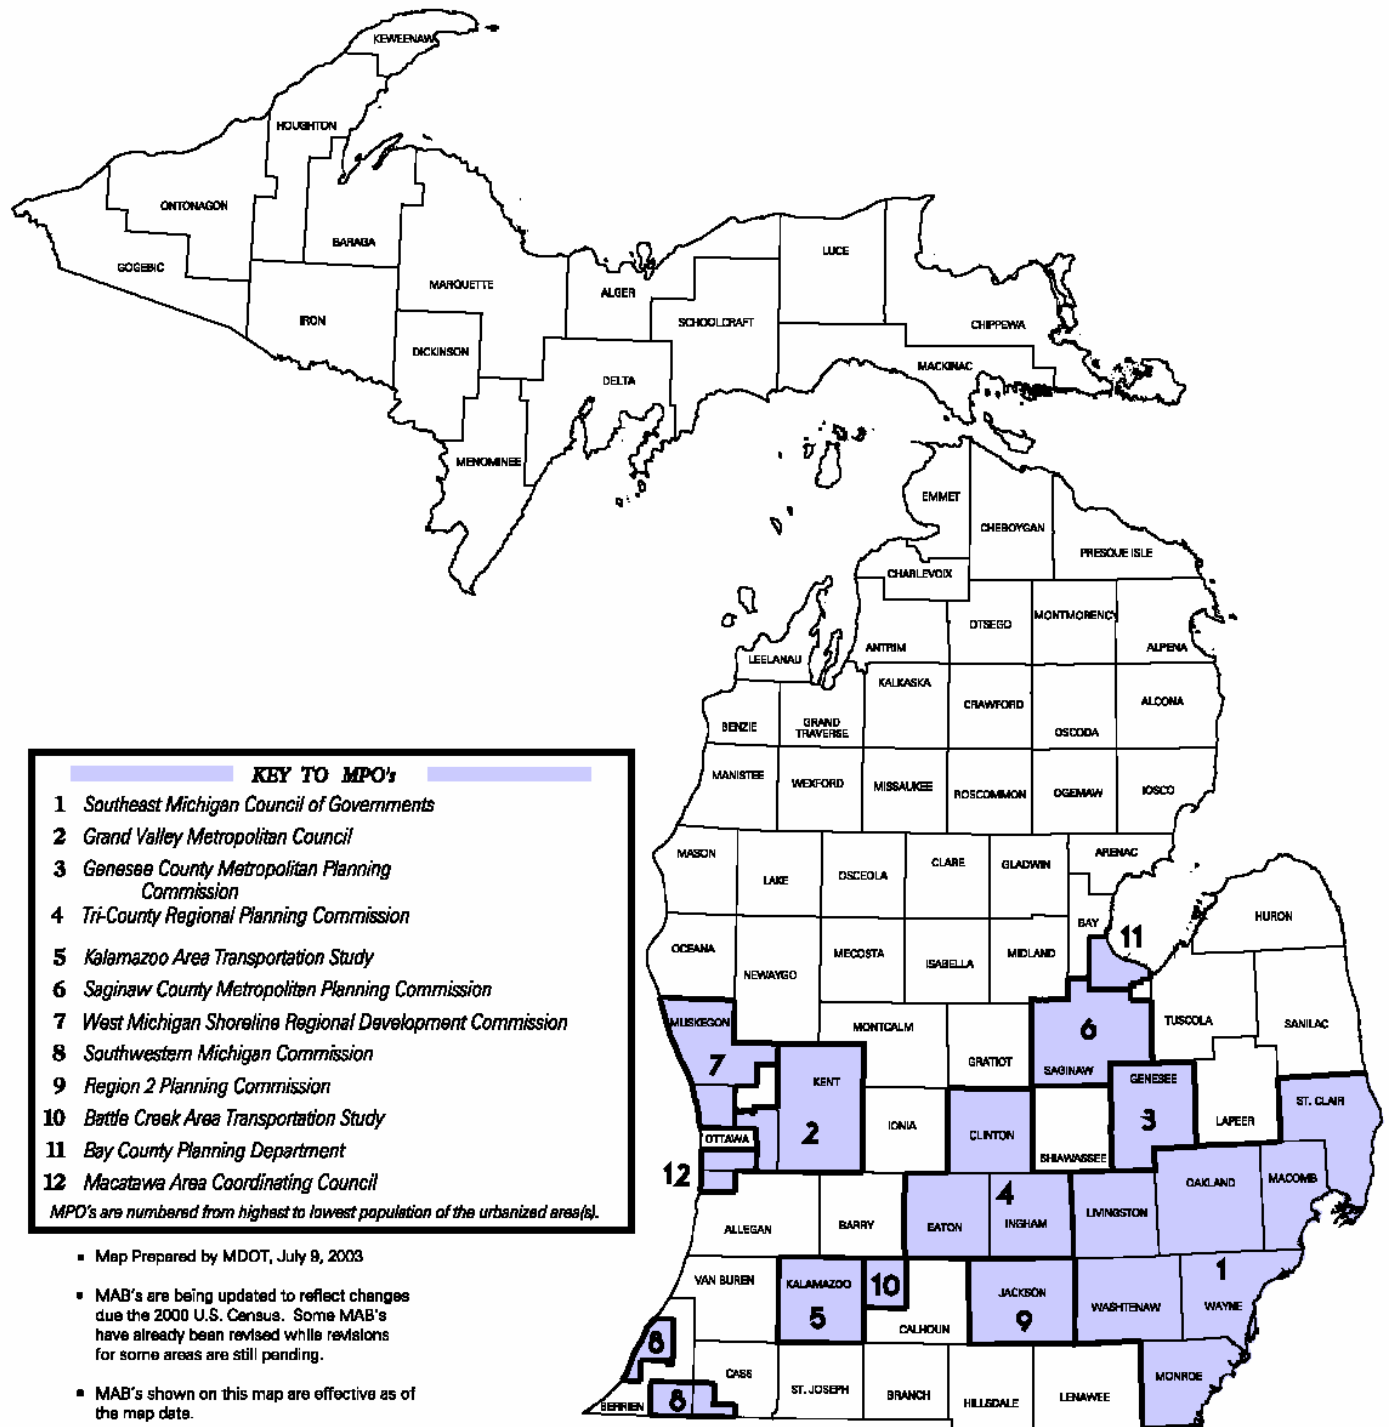 KEWEENAW
HOUGHTON
ONTONAGON
BARAGA
GOGEBIC
LUCE
MARQUETTE
ALGER
IRON
SCHOOLCRAFT
CHIPPEWA
DICKINSON
MACKINAC
DELTA
MENOMINEE
EMMET
CHEBOYGAN
PRESQUE ISLE
CHARLEVOIX
OTSEGO
MONTMORENCY
ANTRIM
ALPENA
LEELANAU
KALKASKA
CRAWFORD
ALCONA
BENZIE
GRAND
TRAVERSE
OSCODA
MANISTEE
WEXFORD
MISSAUKEE
ROSCOMMON
OGEMAW
IOSCO
MASON
LAKE
OSCEOLA
CLARE
GLADWIN
ARENAC
OCEANA
NEWAYGO
MECOSTA
ISABELLA
MIDLAND
BAY
11
HURON
MUSKEGON
7
MONTCALM
GRATIOT
6
SAGINAW
TUSCOLA
SANILAC
KENT
2
IONIA
CLINTON
SHIAWASSEE
GENESEE
3
LAPEER
ST. CLAIR
OTTAWA
12
ALLEGAN
BARRY
EATON
4
INGHAM
LIVINGSTON
OAKLAND
MACOMB
VAN BUREN
KALAMAZOO
5
10
CALHOUN
JACKSON
9
WASHTENAW
1
WAYNE
8
BERRIEN
8
CASS
ST. JOSEPH
BRANCH
HILLSDALE
LENAWEE
MONROE
KEY TO MPO's
1 Southeast Michigan Council of Governments
2 Grand Valley Metropolitan Council
3 Genesee County Metropolitan Planning
Commission
4 Tri-County Regional Planning Commission
5 Kalamazoo Area Transportation Study
6 Saginaw County Metropolitan Planning Commission
7 West Michigan Shoreline Regional Development Commission
8 Southwestern Michigan Commission
9 Region 2 Planning Commission
10 Battle Creek Area Transportation Study
11 Bay County Planning Department
12 Macatawa Area Coordinating Council
MPO's are numbered from highest to lowest population of the urbanized area(s).
▪ Map Prepared by MDOT, July 9, 2003
▪ MAB's are being updated to reflect changes
due the 2000 U.S. Census. Some MAB's
have already been revised while revisions
for some areas are still pending.
▪ MAB's shown on this map are effective as of
the map date.